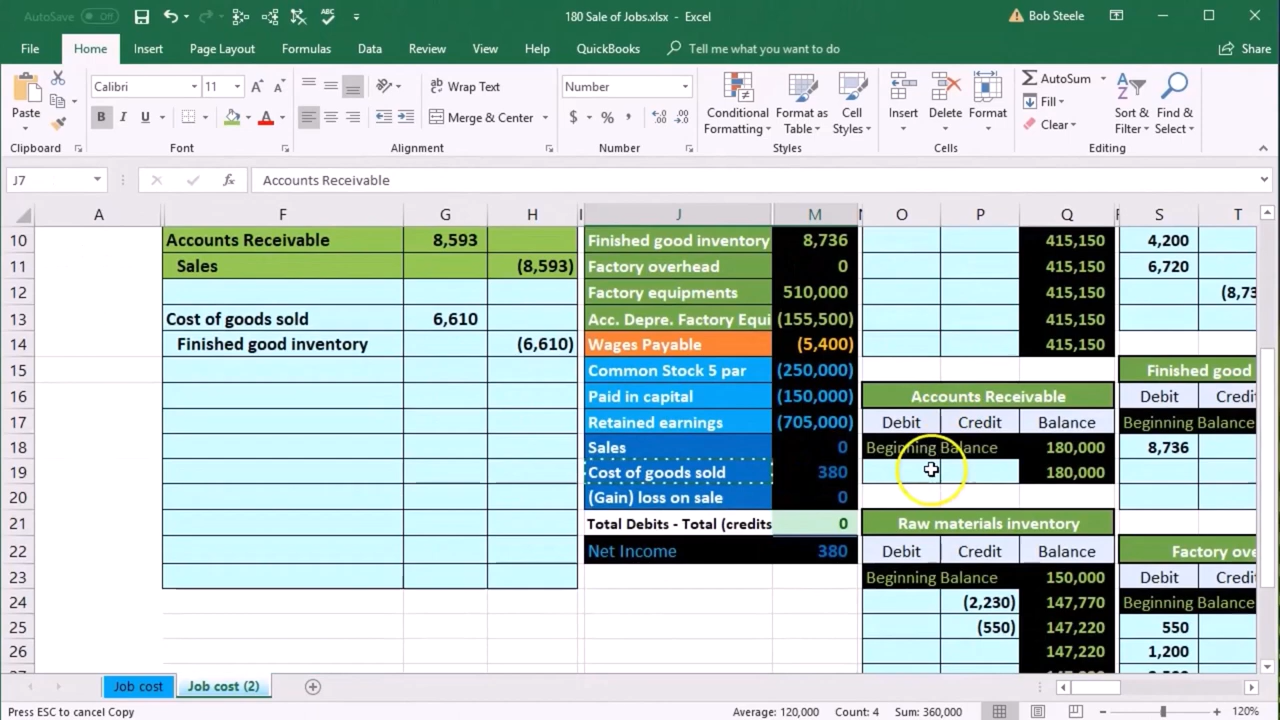 AutoSave Off 180 Sale of Jobs.xlsx - Excel Bob Steele
File Home Insert Page Layout Formulas Data Review View Help QuickBooks Tell me what you want to do Share
Calibri 11 Wrap Text Number AutoSum
Paste B I U Merge & Center $ % Conditional Formatting Format as Table Cell Styles Insert Delete Format Fill Clear Sort & Filter Find & Select
Clipboard Font Alignment Number Styles Cells Editing
J7 fx Accounts Receivable
A F G H J M O P Q S T
10 Accounts Receivable 8,593 Finished good inventory 8,736 415,150 4,200
11 Sales (8,593) Factory overhead 0 415,150 6,720
12 Factory equipments 510,000 415,150 (8,73
13 Cost of goods sold 6,610 Acc. Depre. Factory Equi (155,500) 415,150
14 Finished good inventory (6,610) Wages Payable (5,400) 415,150
15 Common Stock 5 par (250,000) Finished good
16 Paid in capital (150,000) Accounts Receivable Debit Credit
17 Retained earnings (705,000) Debit Credit Balance Beginning Balance
18 Sales 0 Beginning Balance 180,000 8,736
19 Cost of goods sold 380 180,000
20 (Gain) loss on sale 0
21 Total Debits - Total (credits 0 Raw materials inventory
22 Net Income 380 Debit Credit Balance Factory ove
23 Beginning Balance 150,000 Debit Credit
24 (2,230) 147,770 Beginning Balance
25 (550) 147,220 550
26 147,220 1,200
Job cost Job cost (2)
Press ESC to cancel Copy Average: 120,000 Count: 4 Sum: 360,000 120%